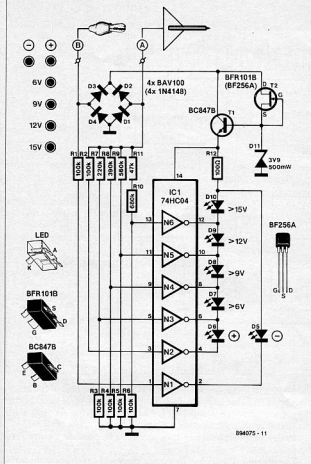 B
A
−
+
6V
9V
12V
15V
D3
D2
D4
D1
4x BAV100
(4x 1N4148)
BFR101B
(BF256A)
T2
D
G
S
BC847B
T1
D11
3V9
500mW
R1
R2
R7
R8
R9
R11
100k
100k
220k
390k
560k
47k
R10
680k
14
R12
100Ω
IC1
74HC04
D10
>15V
13
N6
12
D9
>12V
11
N5
10
D8
>9V
9
N4
8
D7
>6V
5
N3
6
D6
+
D5
−
3
N2
4
1
N1
2
7
R3
R4
R5
R6
100k
100k
100k
100k
LED
A
K
BFR101B
S
D
G
BC847B
E
C
B
BF256A
G
S
D
894075 - 11